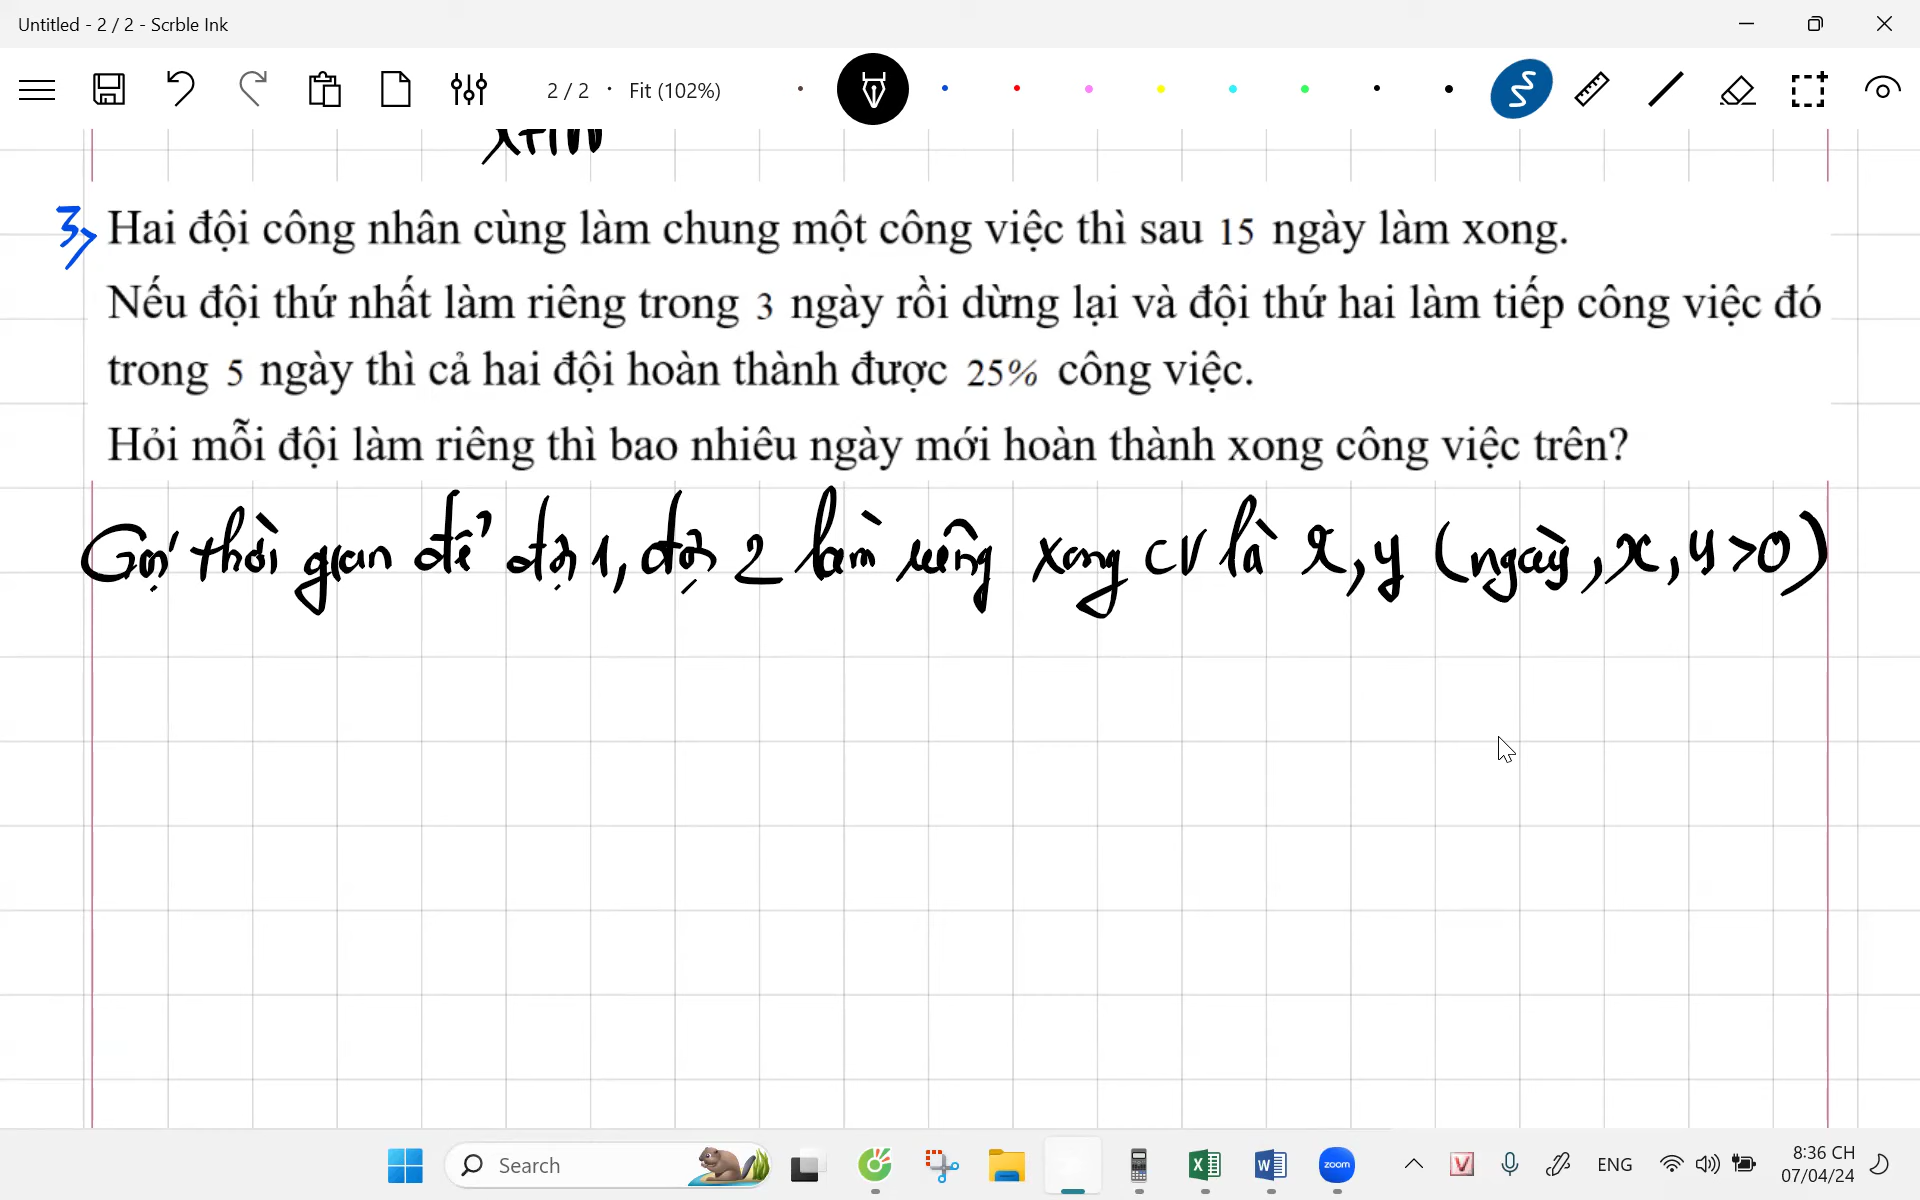 Untitled - 2 / 2 - Scrble Ink
2 / 2 · Fit (102%)
x+100
3, Hai đội công nhân cùng làm chung một công việc thì sau 15 ngày làm xong.
Nếu đội thứ nhất làm riêng trong 3 ngày rồi dừng lại và đội thứ hai làm tiếp công việc đó
trong 5 ngày thì cả hai đội hoàn thành được 25% công việc.
Hỏi mỗi đội làm riêng thì bao nhiêu ngày mới hoàn thành xong công việc trên?
Gọi thời gian để đội 1, đội 2 làm riêng xong CV là x, y (ngày, x, y > 0)
Search
zoom
ENG
8:36 CH
07/04/24